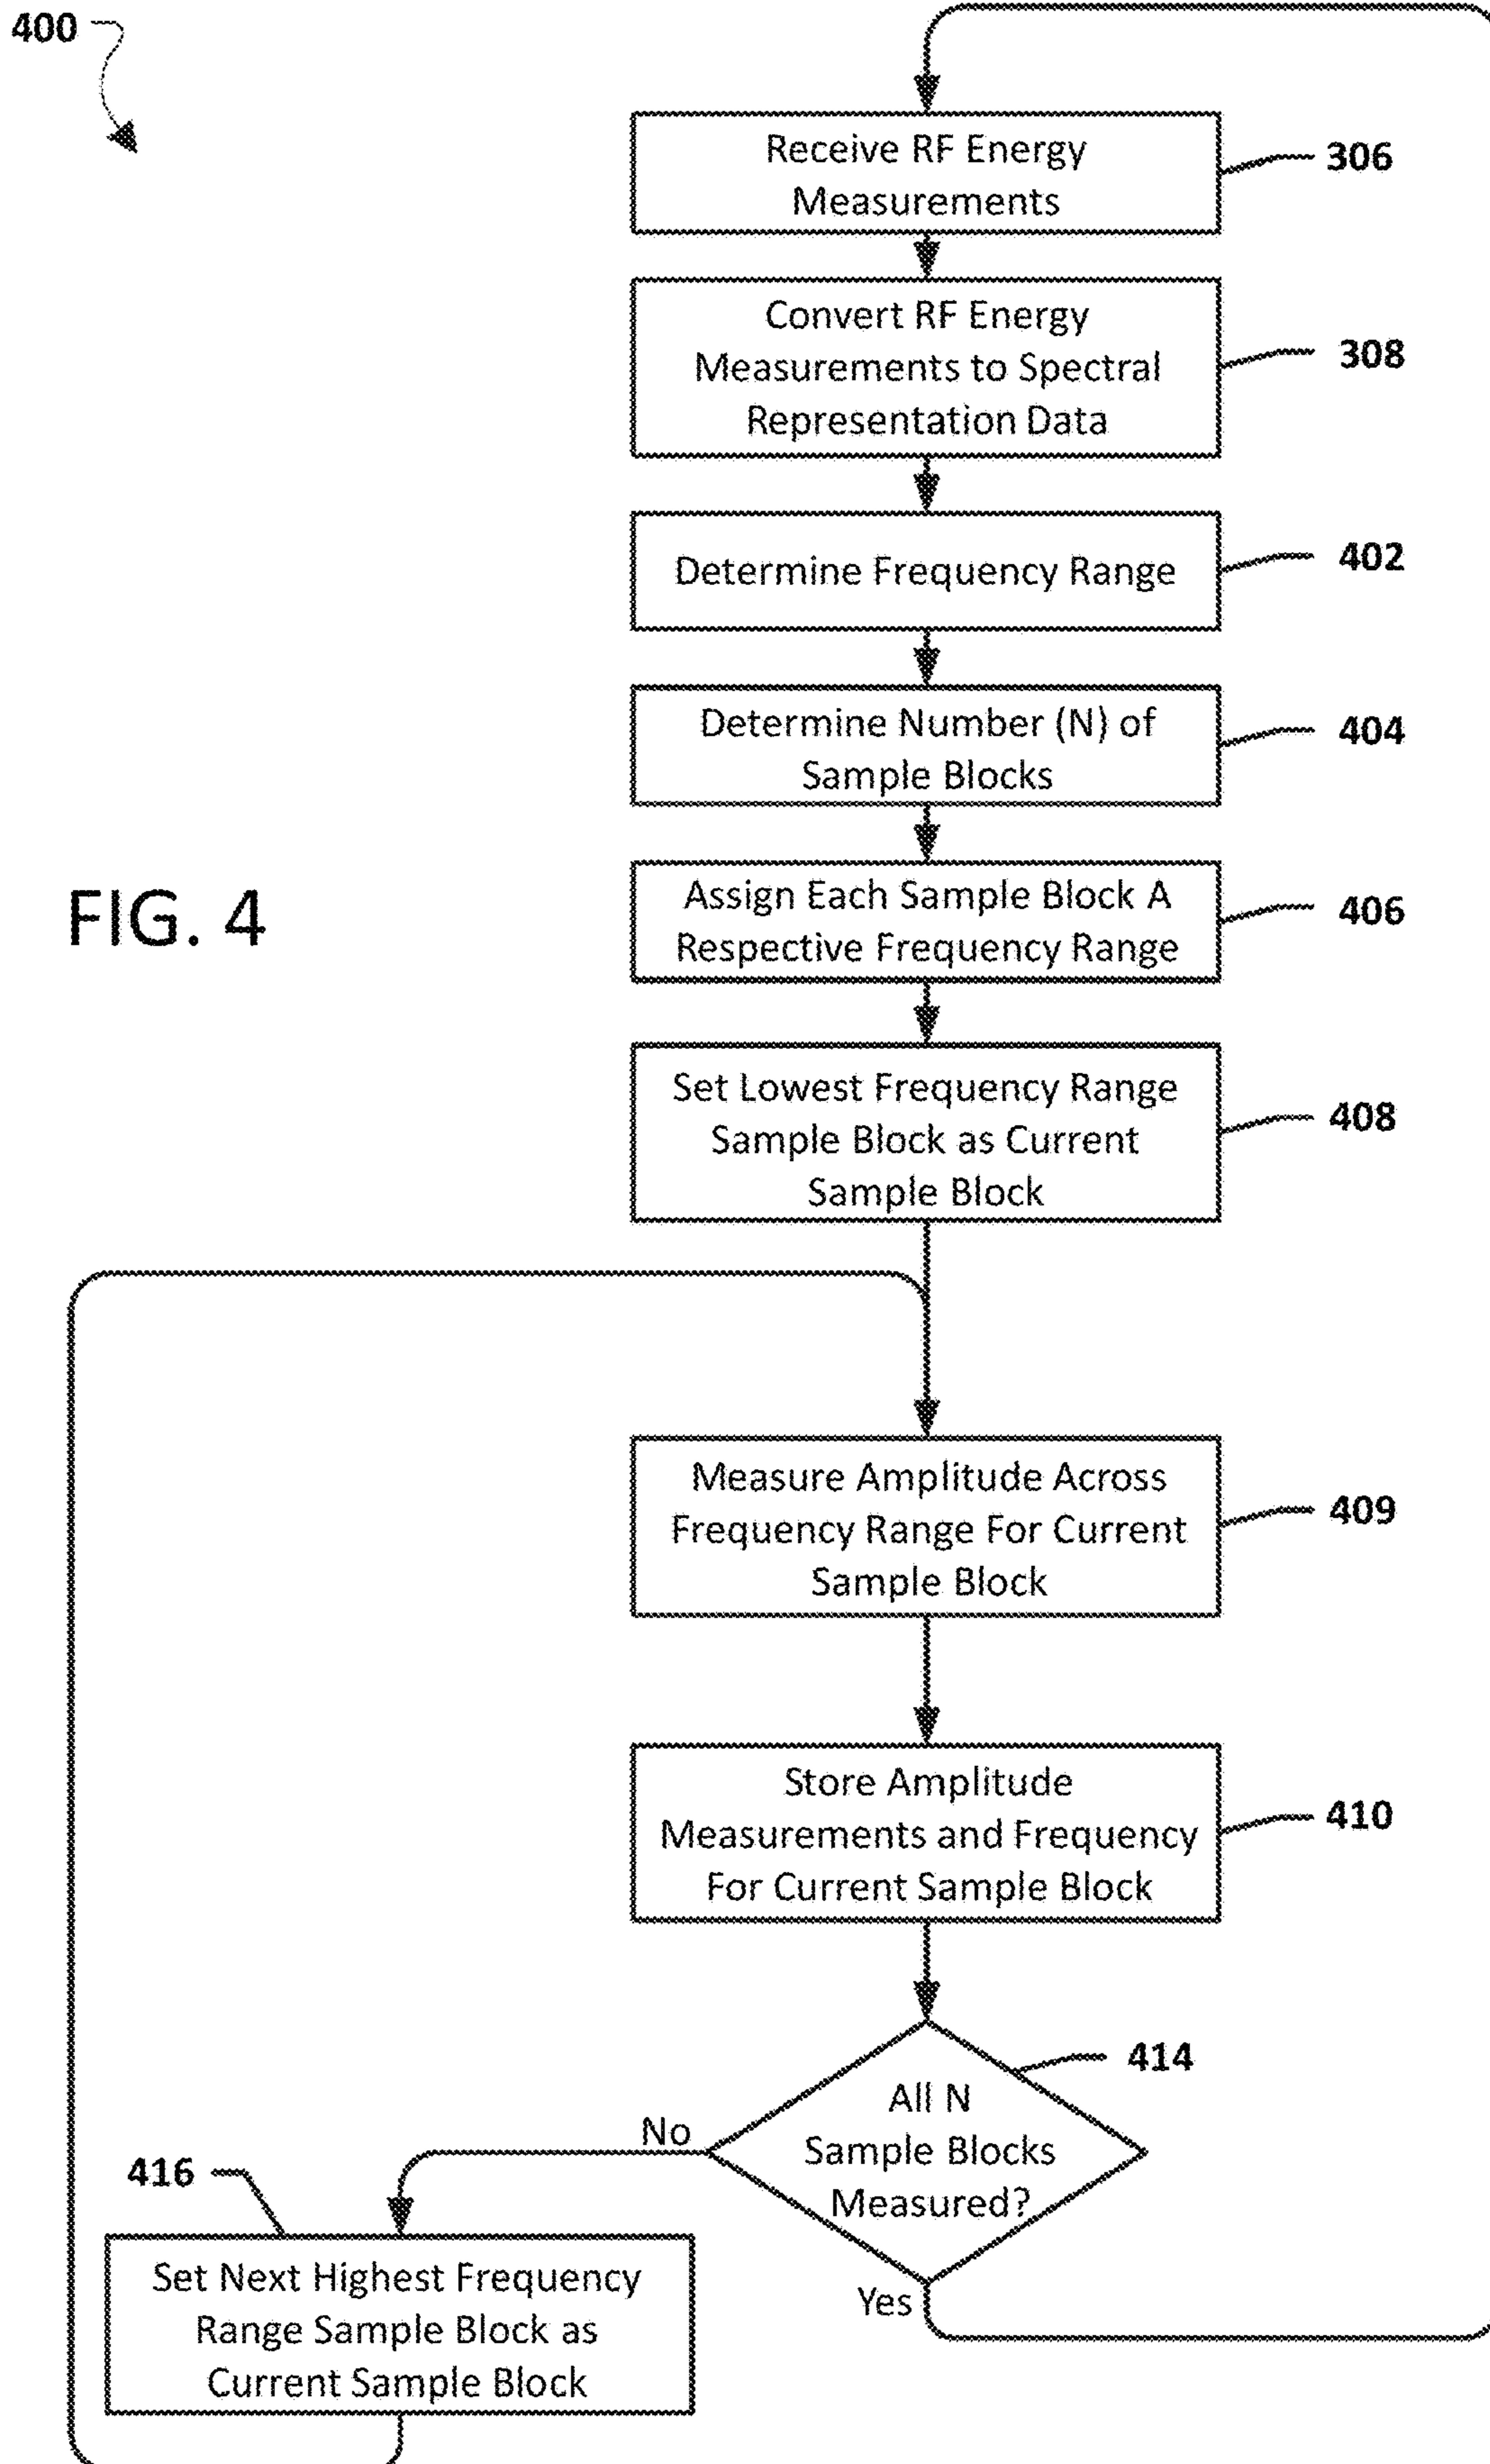 400
Receive RF Energy
Measurements
306
Convert RF Energy
Measurements to Spectral
Representation Data
308
Determine Frequency Range
402
Determine Number (N) of
Sample Blocks
404
FIG. 4
Assign Each Sample Block A
Respective Frequency Range
406
Set Lowest Frequency Range
Sample Block as Current
Sample Block
408
Measure Amplitude Across
Frequency Range For Current
Sample Block
409
Store Amplitude
Measurements and Frequency
For Current Sample Block
410
414
All N
Sample Blocks
Measured?
No
Yes
416
Set Next Highest Frequency
Range Sample Block as
Current Sample Block